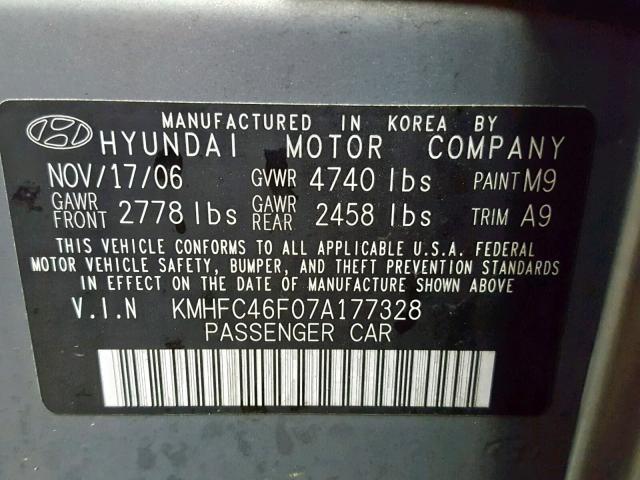 MANUFACTURED IN KOREA BY
HYUNDAI MOTOR COMPANY
NOV/17/06 GVWR 4740 lbs PAINT M9
GAWR FRONT 2778 lbs GAWR REAR 2458 lbs TRIM A9
THIS VEHICLE CONFORMS TO ALL APPLICABLE U.S.A. FEDERAL
MOTOR VEHICLE SAFETY, BUMPER, AND THEFT PREVENTION STANDARDS
IN EFFECT ON THE DATE OF MANUFACTURE SHOWN ABOVE
V.I.N KMHFC46F07A177328
PASSENGER CAR